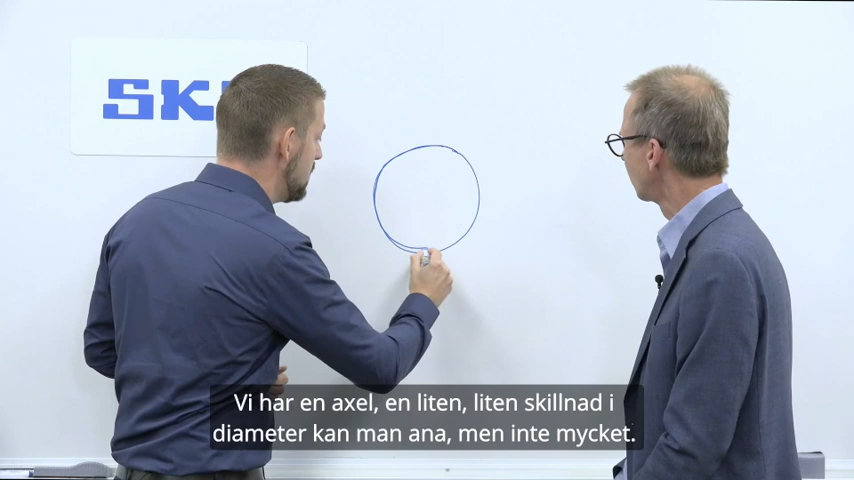 SK
Vi har en axel, en liten, liten skillnad i
diameter kan man ana, men inte mycket.